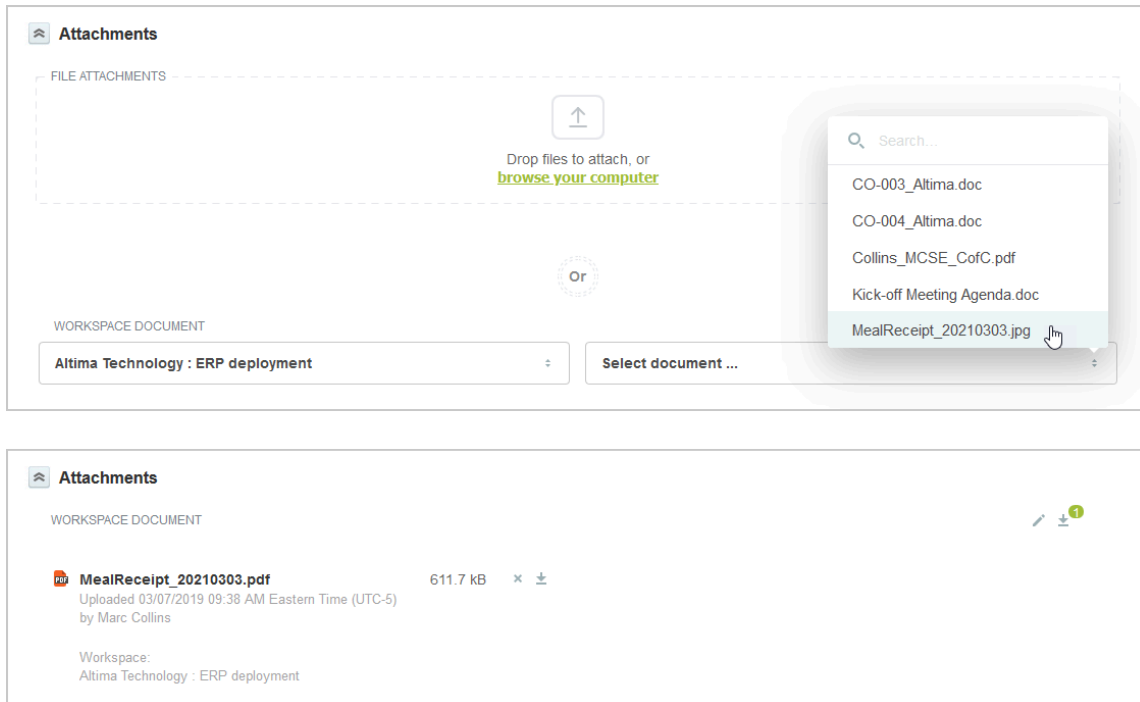 Attachments
FILE ATTACHMENTS
Drop files to attach, or
browse your computer
Search...
CO-003_Altima.doc
CO-004_Altima.doc
Collins_MCSE_CofC.pdf
Kick-off Meeting Agenda.doc
MealReceipt_20210303.jpg
Or
WORKSPACE DOCUMENT
Altima Technology : ERP deployment
Select document ...
Attachments
WORKSPACE DOCUMENT
1
PDF
MealReceipt_20210303.pdf 611.7 kB
Uploaded 03/07/2019 09:38 AM Eastern Time (UTC-5)
by Marc Collins
Workspace:
Altima Technology : ERP deployment